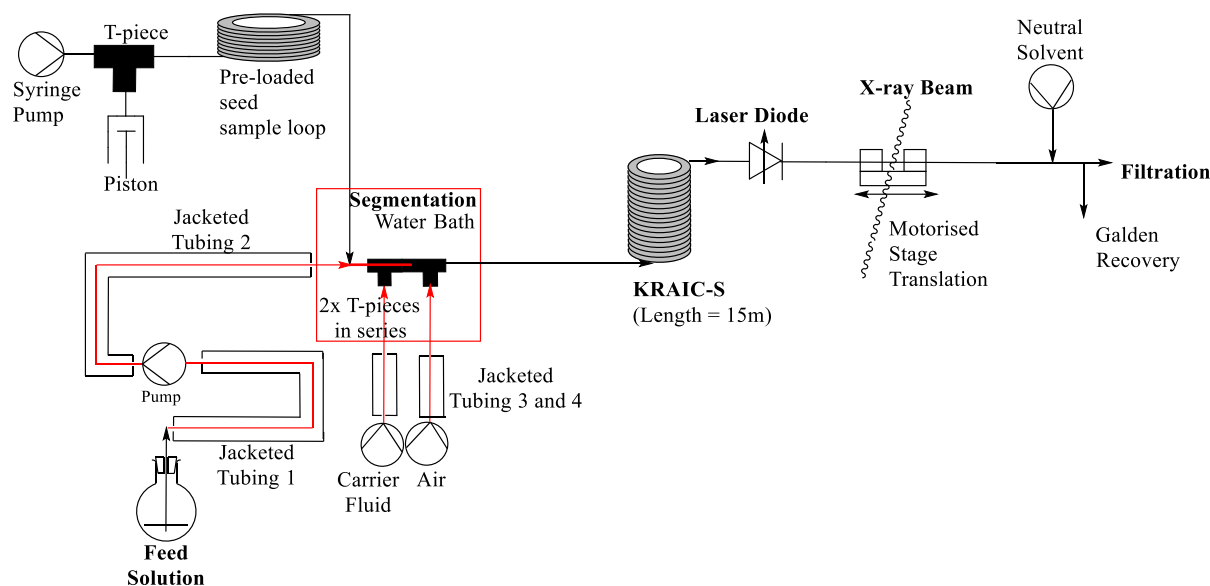 T-piece
Syringe
Pump
Pre-loaded
seed
sample loop
Piston
Neutral
Solvent
X-ray Beam
Laser Diode
Filtration
Motorised
Stage
Translation
Galden
Recovery
Segmentation
Water Bath
2x T-pieces
in series
KRAIC-S
(Length = 15m)
Jacketed
Tubing 2
Pump
Jacketed
Tubing 3 and 4
Jacketed
Tubing 1
Carrier
Fluid
Air
Feed
Solution